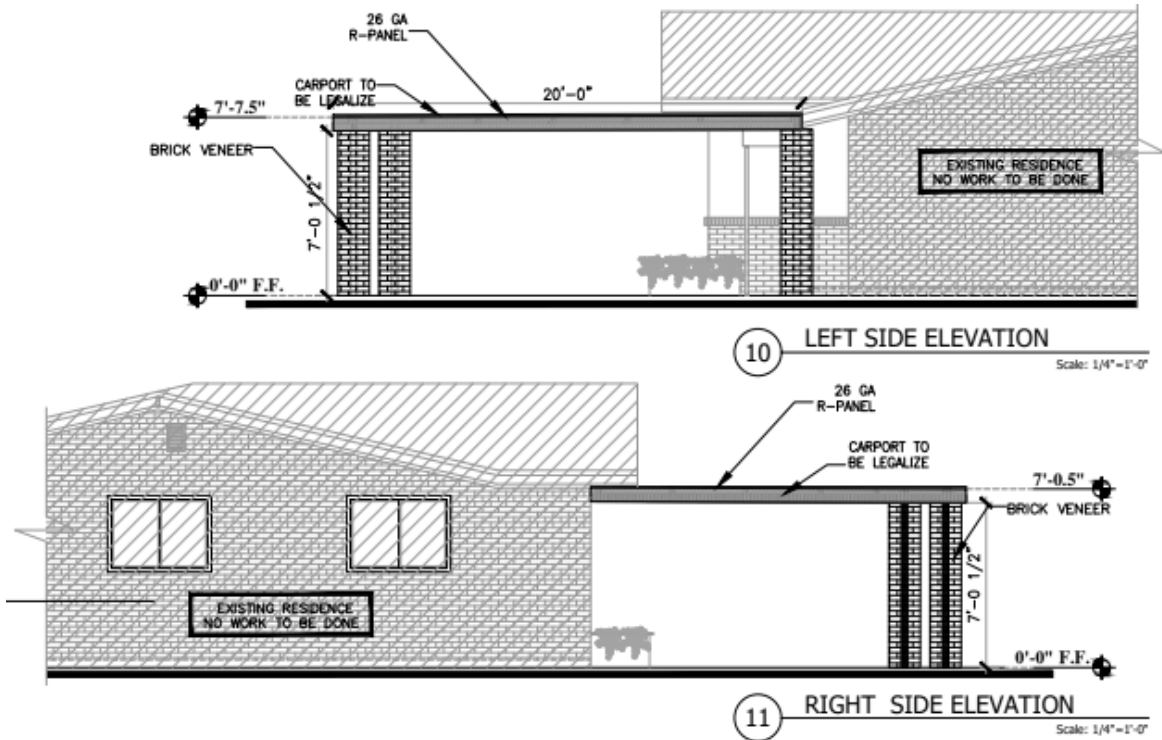 26 GA
R-PANEL
CARPORT TO
BE LEGALIZE
20'-0"
7'-7.5"
BRICK VENEER
EXISTING RESIDENCE
NO WORK TO BE DONE
7'-0 1/2"
0'-0" F.F.
10 LEFT SIDE ELEVATION
Scale: 1/4"=1'-0"
26 GA
R-PANEL
CARPORT TO
BE LEGALIZE
7'-0.5"
BRICK VENEER
7'-0 1/2"
EXISTING RESIDENCE
NO WORK TO BE DONE
0'-0" F.F.
11 RIGHT SIDE ELEVATION
Scale: 1/4"=1'-0"